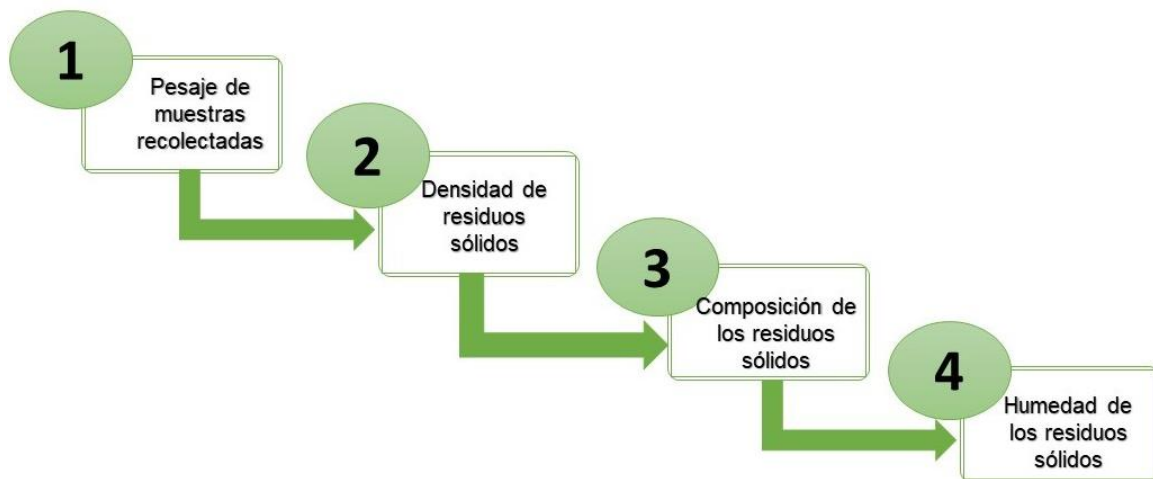 1
Pesaje de
muestras
recolectadas
2
Densidad de
residuos
sólidos
3
Composición de
los residuos
sólidos
4
Humedad de
los residuos
sólidos